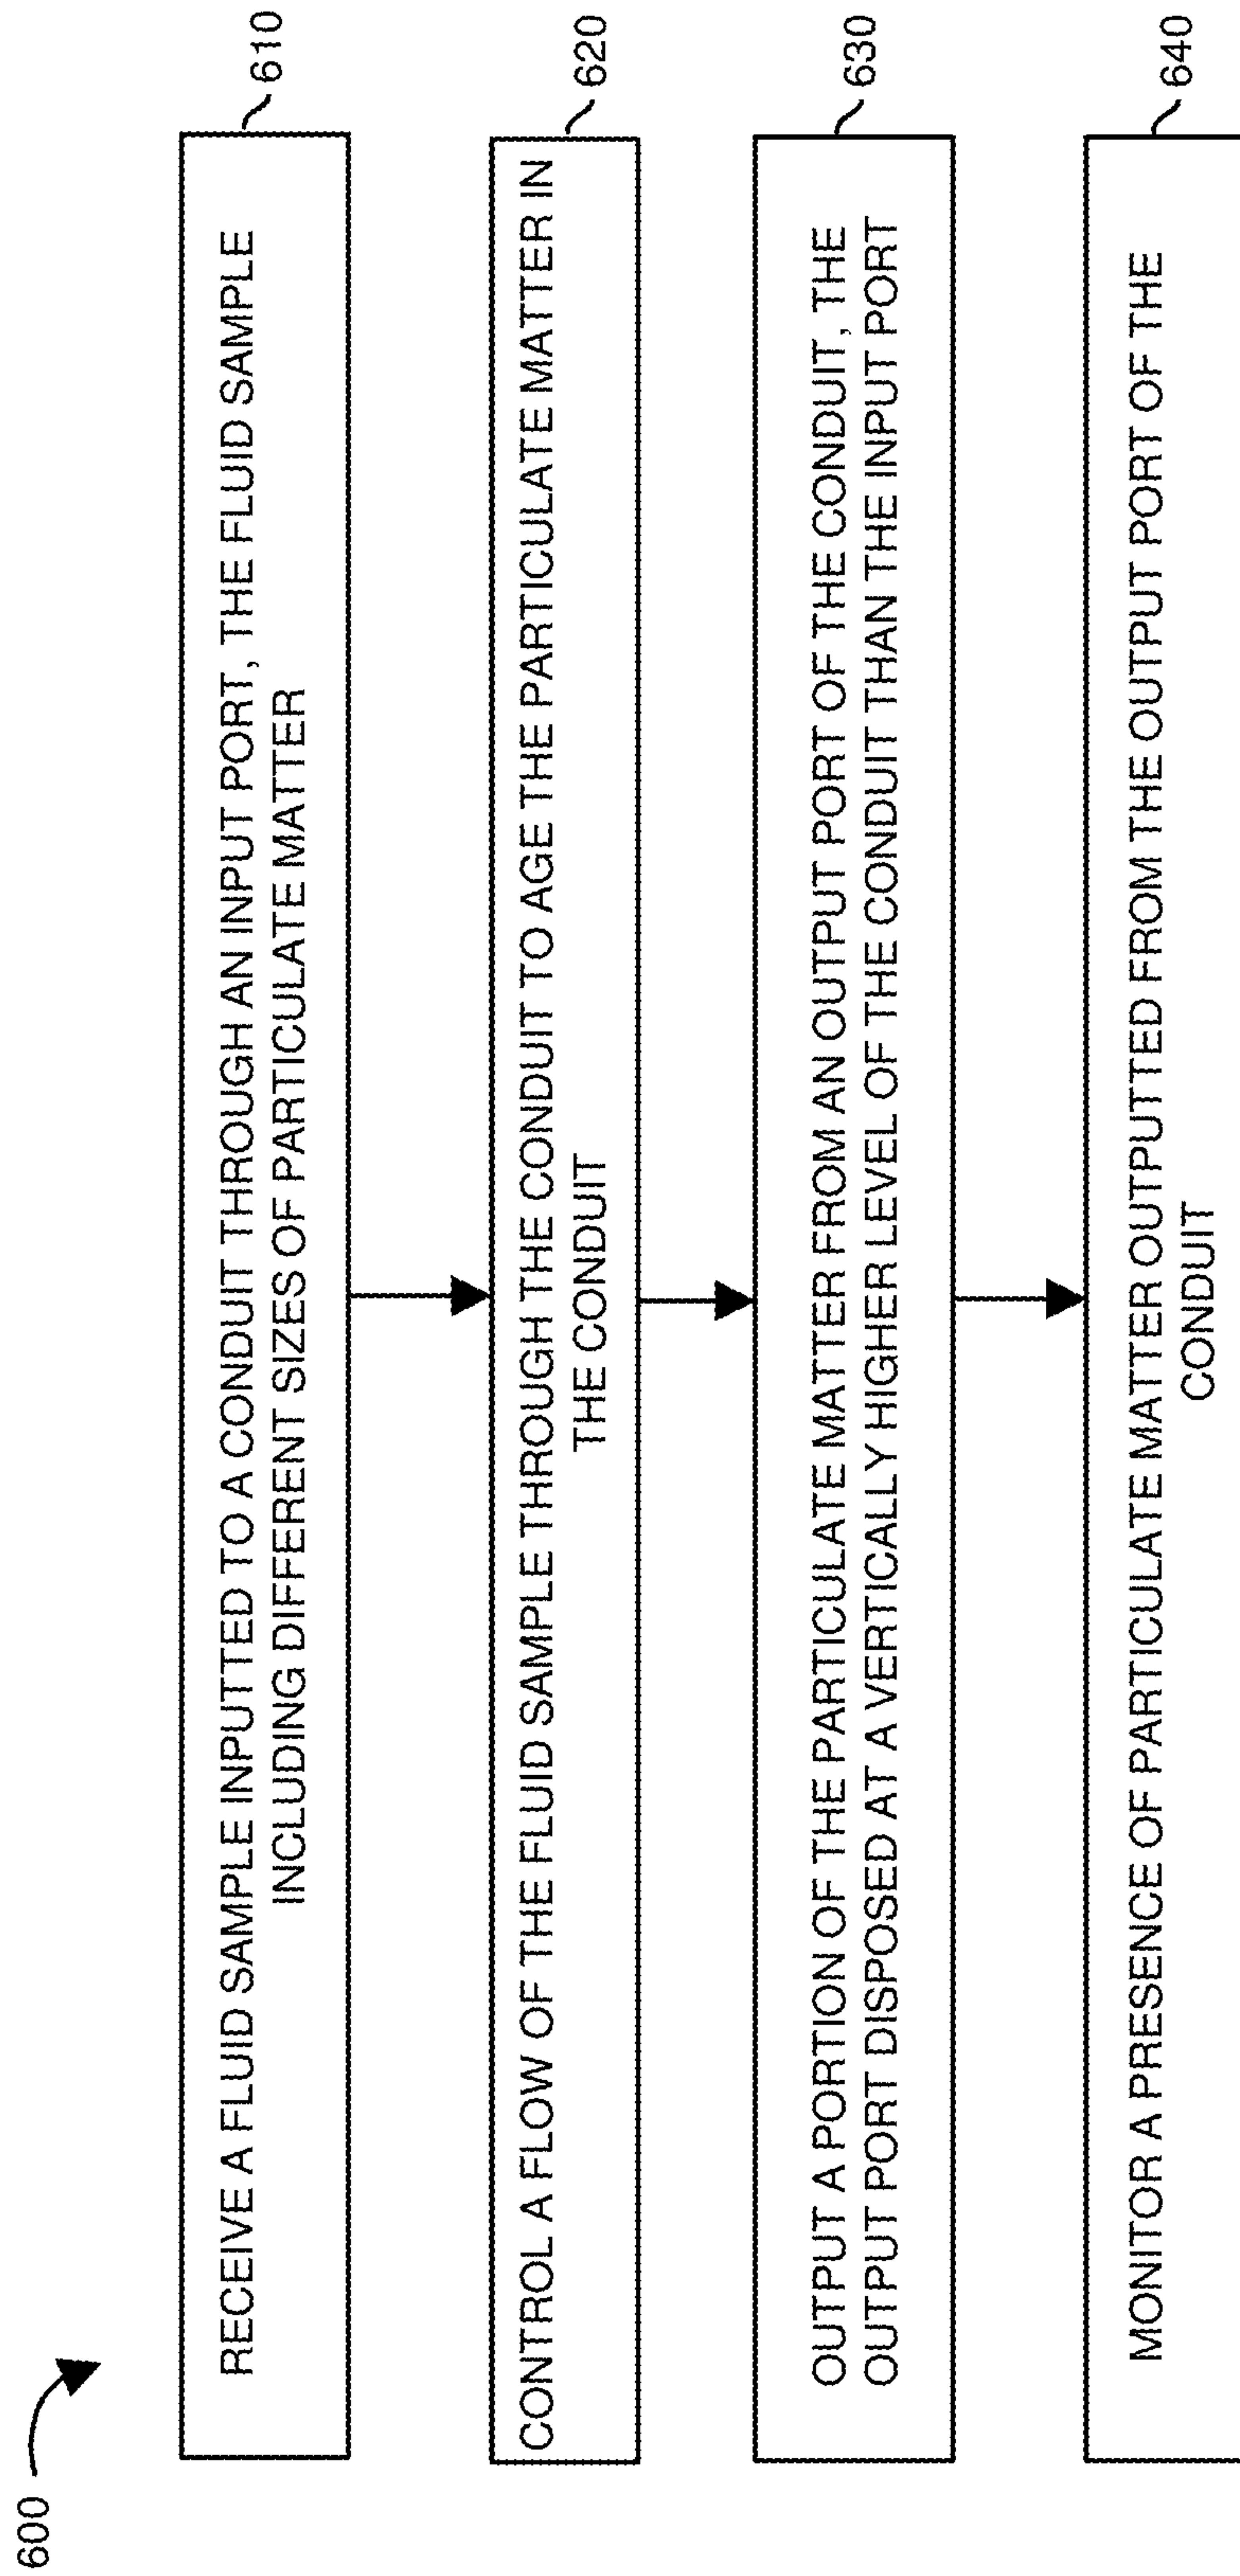 600
RECEIVE A FLUID SAMPLE INPUTTED TO A CONDUIT THROUGH AN INPUT PORT, THE FLUID SAMPLE
INCLUDING DIFFERENT SIZES OF PARTICULATE MATTER
610
CONTROL A FLOW OF THE FLUID SAMPLE THROUGH THE CONDUIT TO AGE THE PARTICULATE MATTER IN
THE CONDUIT
620
OUTPUT A PORTION OF THE PARTICULATE MATTER FROM AN OUTPUT PORT OF THE CONDUIT, THE
OUTPUT PORT DISPOSED AT A VERTICALLY HIGHER LEVEL OF THE CONDUIT THAN THE INPUT PORT
630
MONITOR A PRESENCE OF PARTICULATE MATTER OUTPUTTED FROM THE OUTPUT PORT OF THE
CONDUIT
640